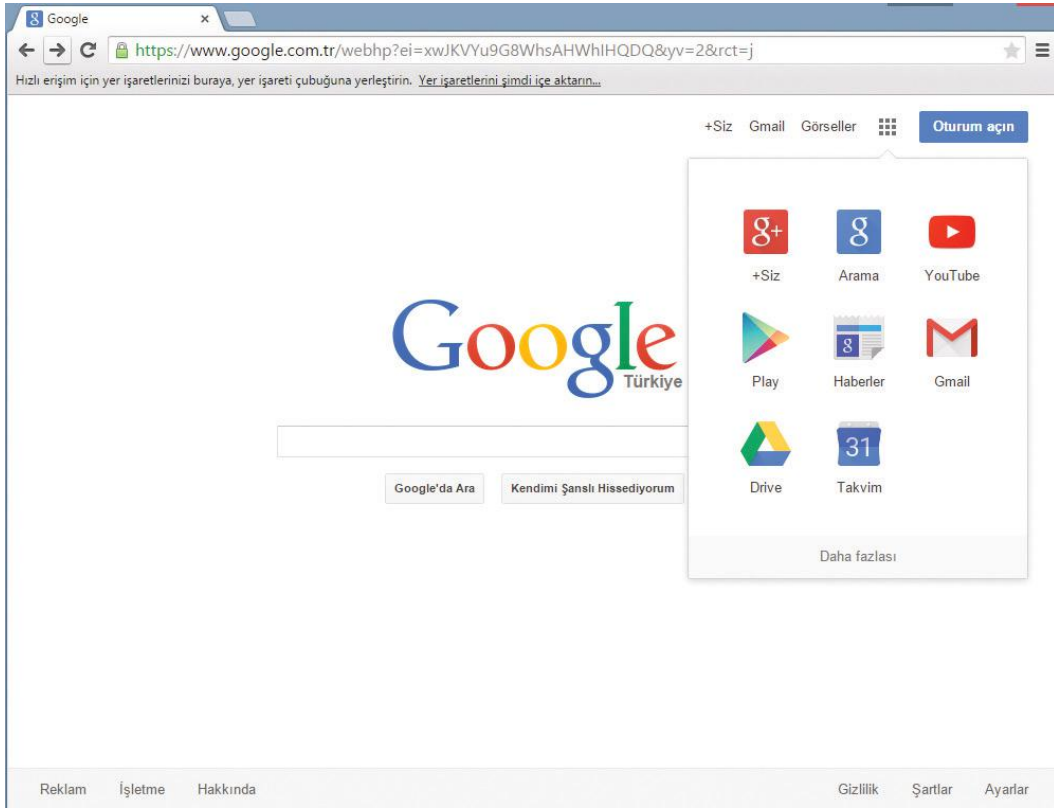 Google
https://www.google.com.tr/webhp?ei=xwJKVYu9G8WhsAHWhIHQDQ&yv=2&rct=j
Hızlı erişim için yer işaretlerinizi buraya, yer işareti çubuğuna yerleştirin. Yer işaretlerini şimdi içe aktarın...
+Siz Gmail Görseller Oturum açın
g+ g
+Siz Arama YouTube
Google
Türkiye
g
Play Haberler Gmail
31
Drive Takvim
Google'da Ara Kendimi Şanslı Hissediyorum
Daha fazlası
Reklam İşletme Hakkında Gizlilik Şartlar Ayarlar